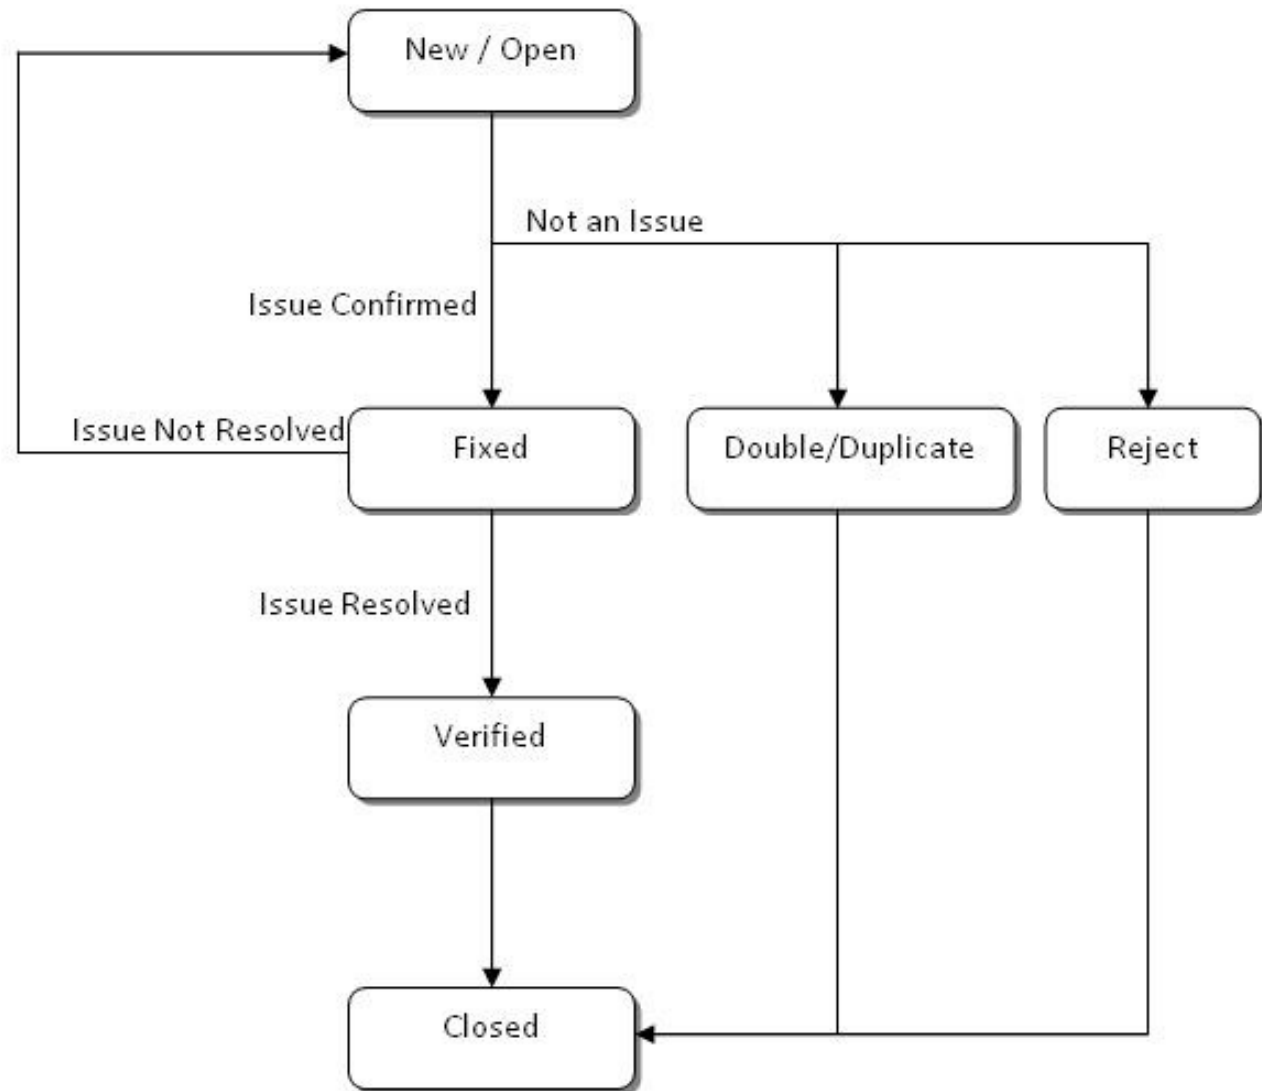 New / Open
Not an Issue
Issue Confirmed
Issue Not Resolved
Fixed
Double/Duplicate
Reject
Issue Resolved
Verified
Closed